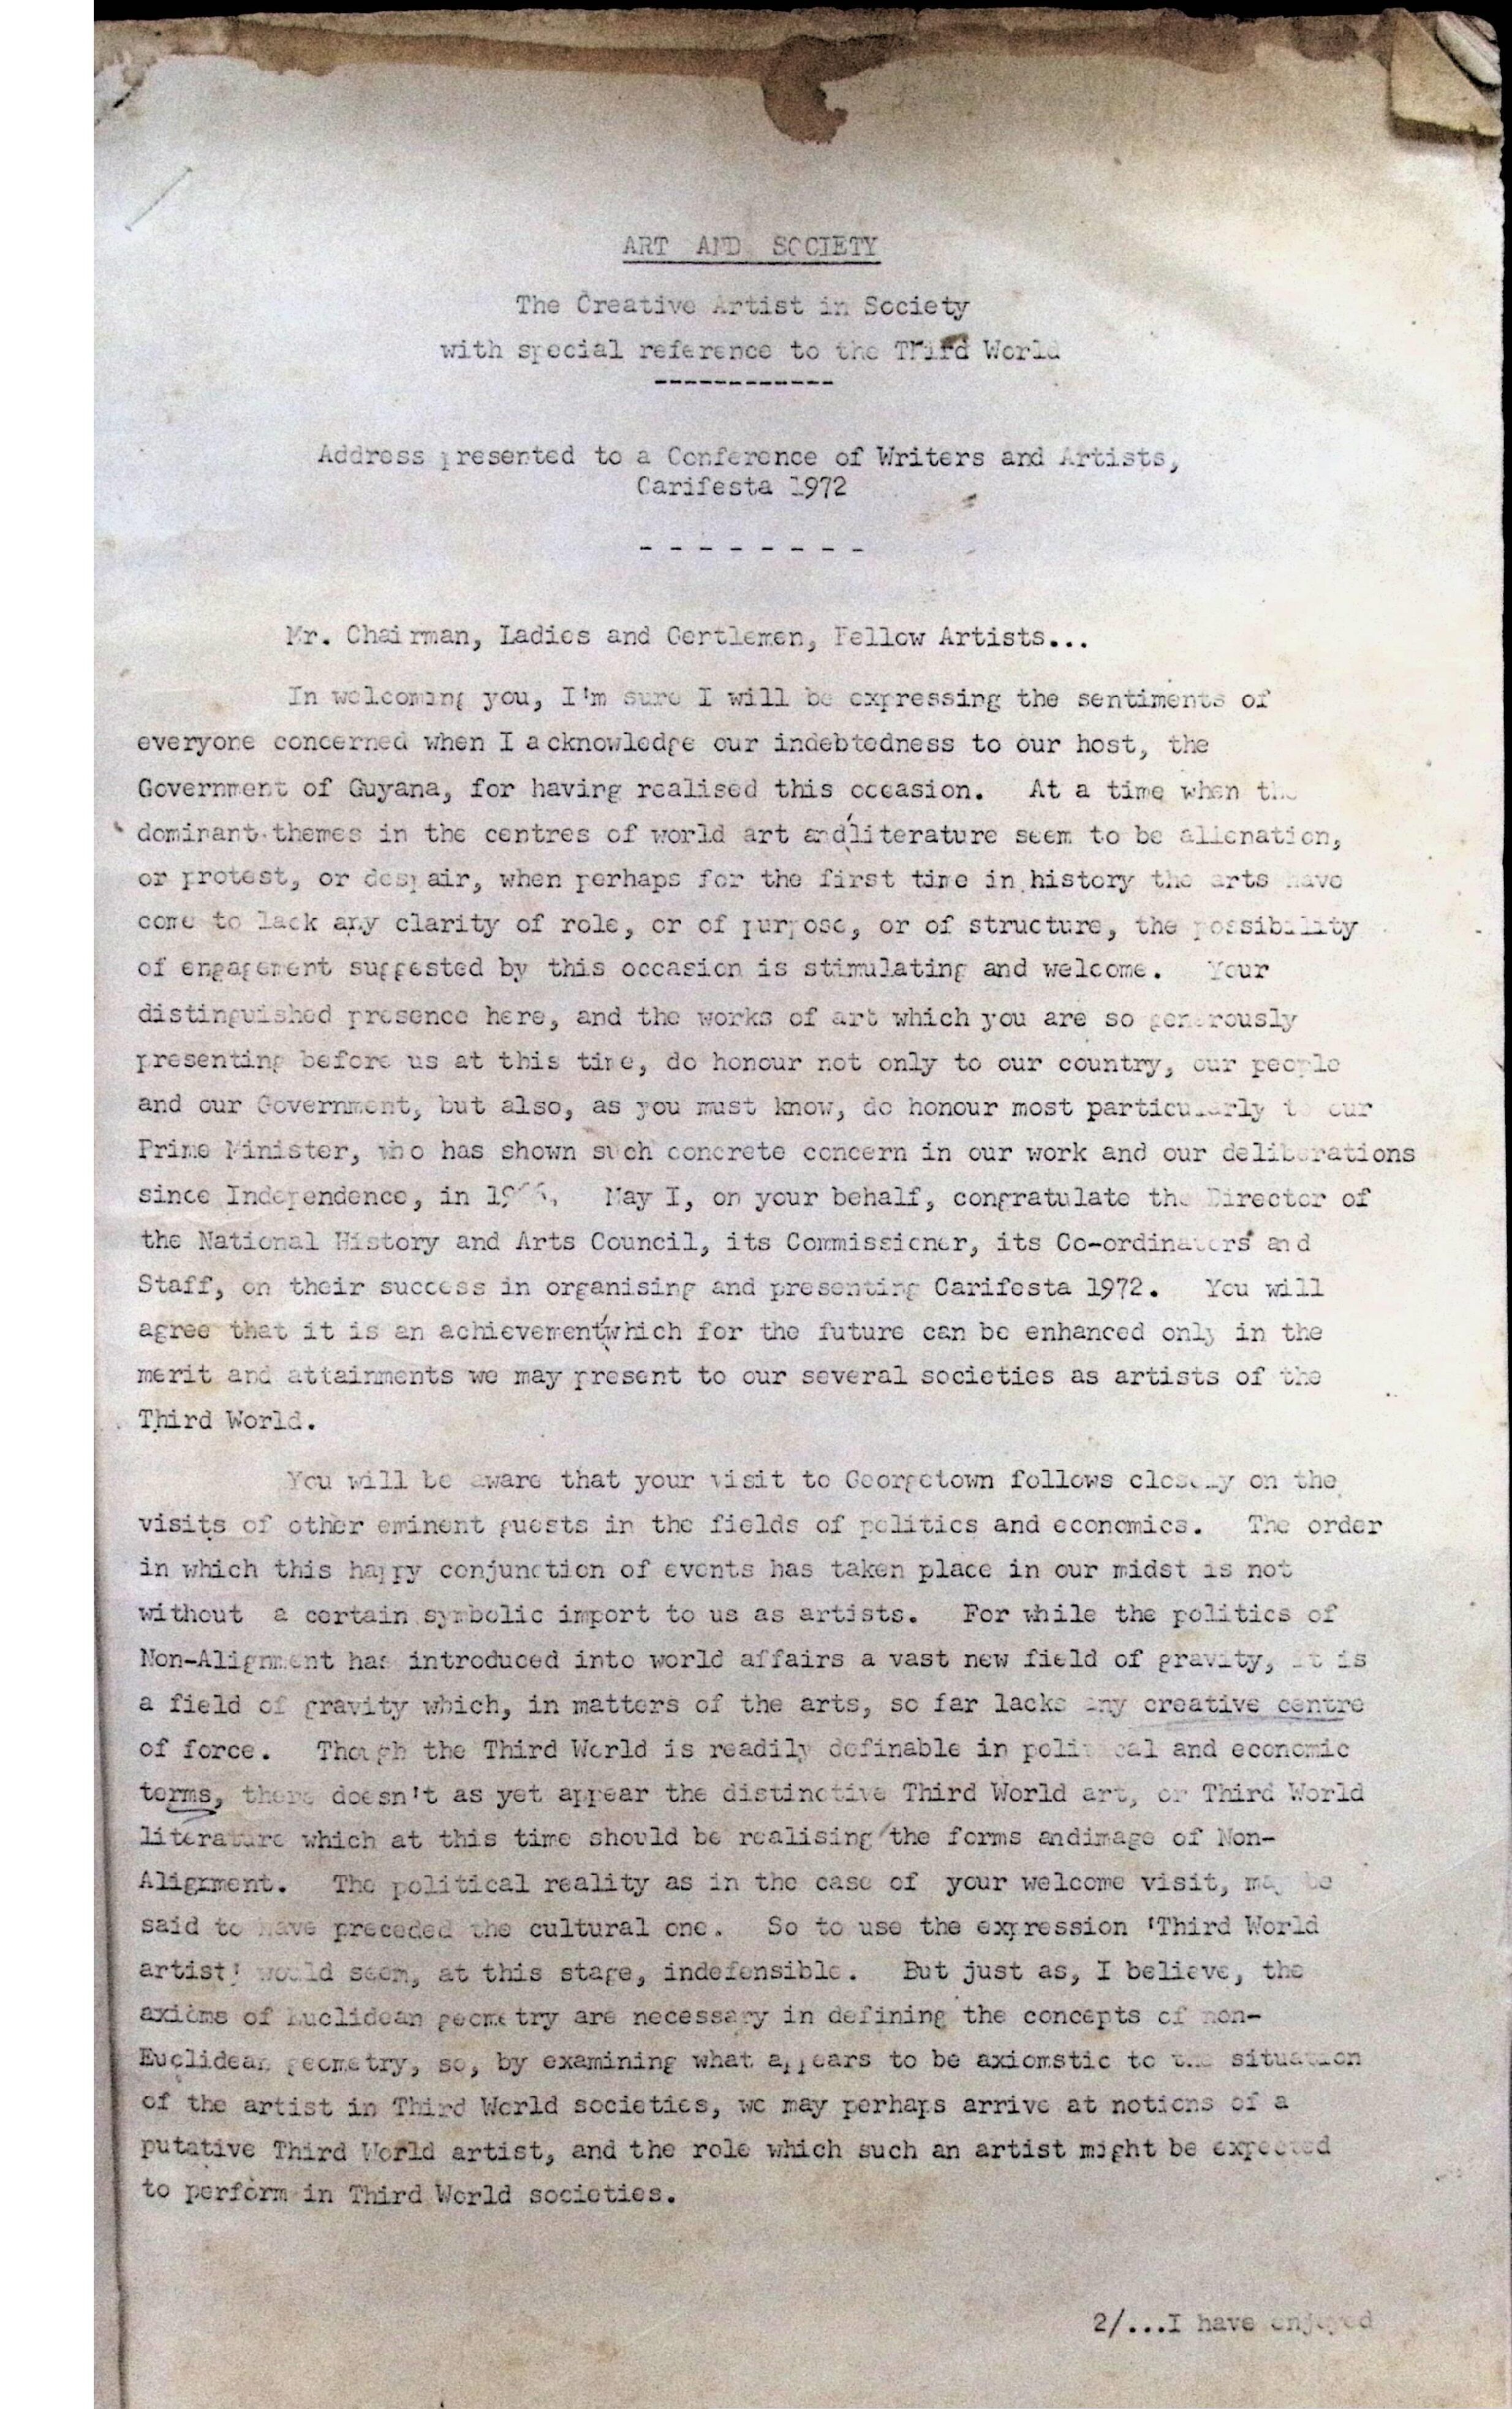 ART AND SOCIETY
The Creative Artist in Society
with special reference to the Third World
------------
Address presented to a Conference of Writers and Artists,
Carifesta 1972
- - - - - - - -
Mr. Chairman, Ladies and Gentlemen, Fellow Artists...
In welcoming you, I'm sure I will be expressing the sentiments of
everyone concerned when I acknowledge our indebtedness to our host, the
Government of Guyana, for having realised this occasion. At a time when the
dominant themes in the centres of world art and literature seem to be alienation,
or protest, or despair, when perhaps for the first time in history the arts have
come to lack any clarity of role, or of purpose, or of structure, the possibility
of engagement suggested by this occasion is stimulating and welcome. Your
distinguished presence here, and the works of art which you are so generously
presenting before us at this time, do honour not only to our country, our people
and our Government, but also, as you must know, do honour most particularly to our
Prime Minister, who has shown such concrete concern in our work and our deliberations
since Independence, in May I, on your behalf, congratulate the Director of
the National History and Arts Council, its Commissioner, its Co-ordinators and
Staff, on their success in organising and presenting Carifesta 1972. You will
agree that it is an achievement which for the future can be enhanced only in the
merit and attainments we may present to our several societies as artists of the
Third World.
You will be aware that your visit to Georgetown follows closely on the
visits of other eminent guests in the fields of politics and economics. The order
in which this happy conjunction of events has taken place in our midst is not
without a certain symbolic import to us as artists. For while the politics of
Non-Alignment has introduced into world affairs a vast new field of gravity, it is
a field of gravity which, in matters of the arts, so far lacks any creative centre
of force. Though the Third World is readily definable in political and economic
terms, there doesn't as yet appear the distinctive Third World art, or Third World
literature which at this time should be realising the forms andimage of Non-
Alignment. The political reality as in the case of your welcome visit, may be
said to have preceded the cultural one. So to use the expression 'Third World
artist' would seem, at this stage, indefensible. But just as, I believe, the
axioms of Euclidean geometry are necessary in defining the concepts of non-
Euclidean geometry, so, by examining what appears to be axiomstic to the situation
of the artist in Third World societies, we may perhaps arrive at notions of a
putative Third World artist, and the role which such an artist might be expected
to perform in Third World societies.
2/...I have enjoyed